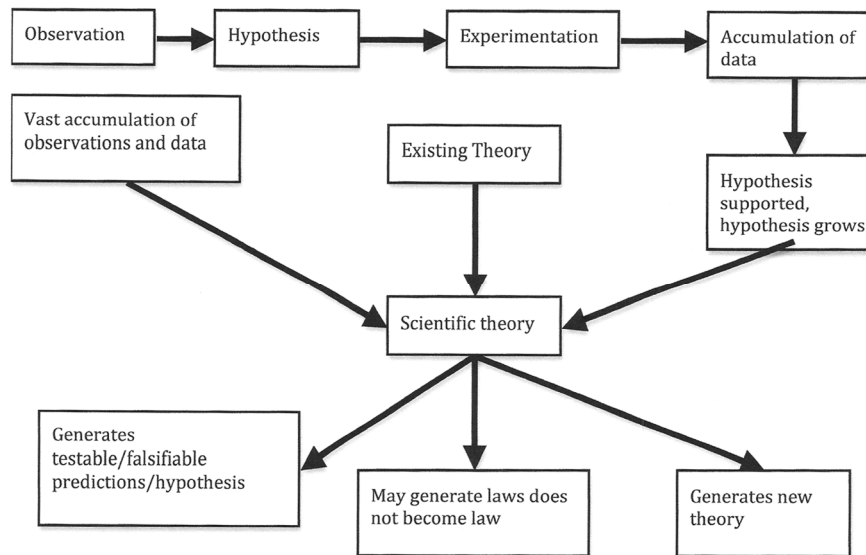 Observation
Hypothesis
Experimentation
Accumulation of
data
Vast accumulation of
observations and data
Existing Theory
Hypothesis
supported,
hypothesis grows
Scientific theory
Generates
testable/falsifiable
predictions/hypothesis
May generate laws does
not become law
Generates new
theory